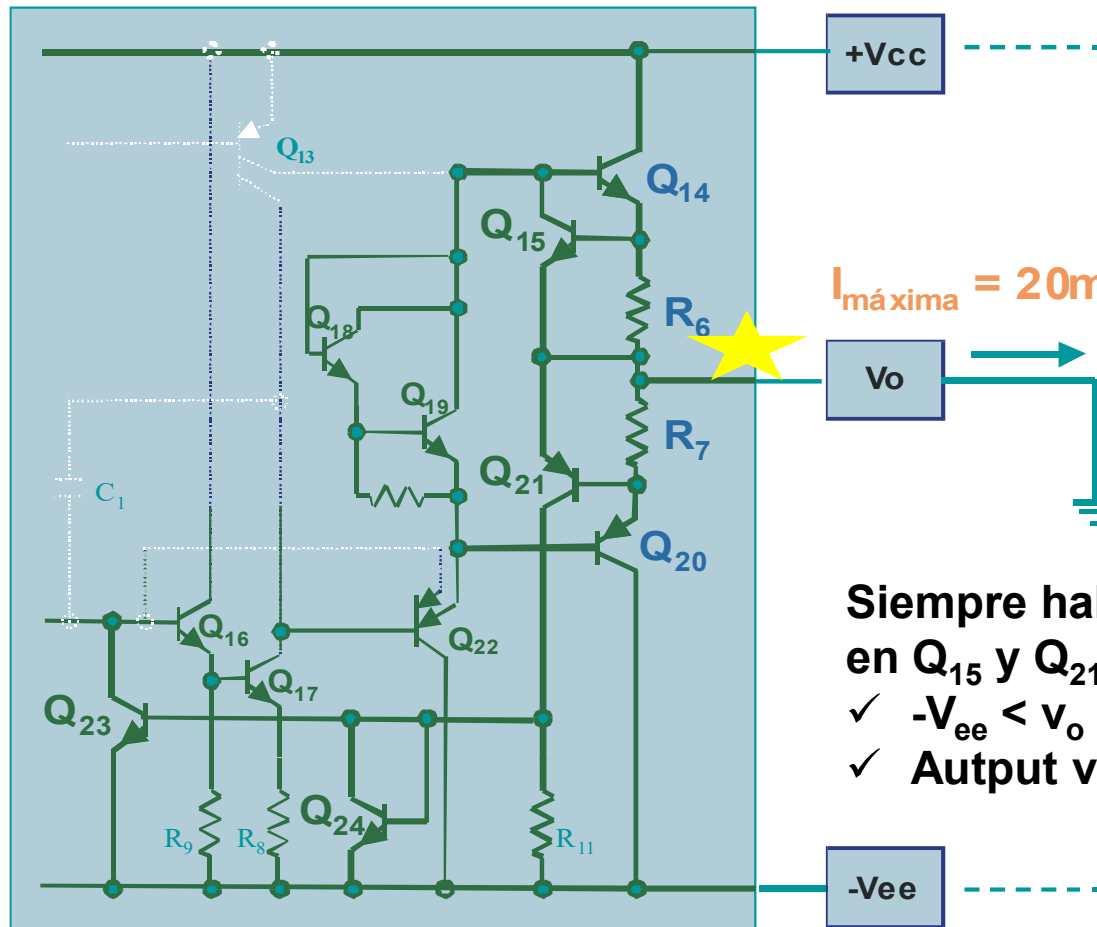 +Vcc
Q13
Q14
Q15
Imáxima = 20m
R6
Q18
Vo
Q19
R7
Q21
C1
Q20
Siempre hal
Q16
Q22
en Q15 y Q21
Q17
Q23
✓ -Vee < vo
✓ Autput v
Q24
R9
R8
R11
-Vee